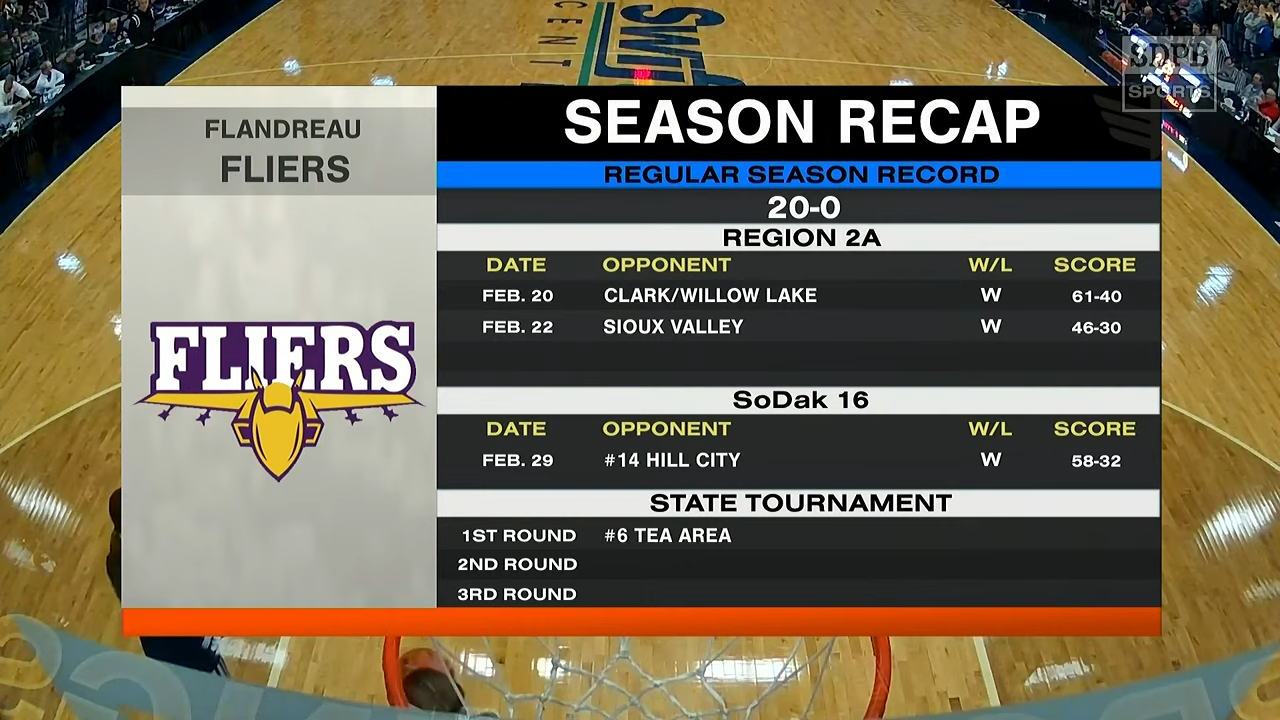 SDPB
SPORTS
FLANDREAU
FLIERS
FLIERS
SEASON RECAP
REGULAR SEASON RECORD
20-0
REGION 2A
DATE OPPONENT W/L SCORE
FEB. 20 CLARK/WILLOW LAKE W 61-40
FEB. 22 SIOUX VALLEY W 46-30
SoDak 16
DATE OPPONENT W/L SCORE
FEB. 29 #14 HILL CITY W 58-32
STATE TOURNAMENT
1ST ROUND #6 TEA AREA
2ND ROUND
3RD ROUND